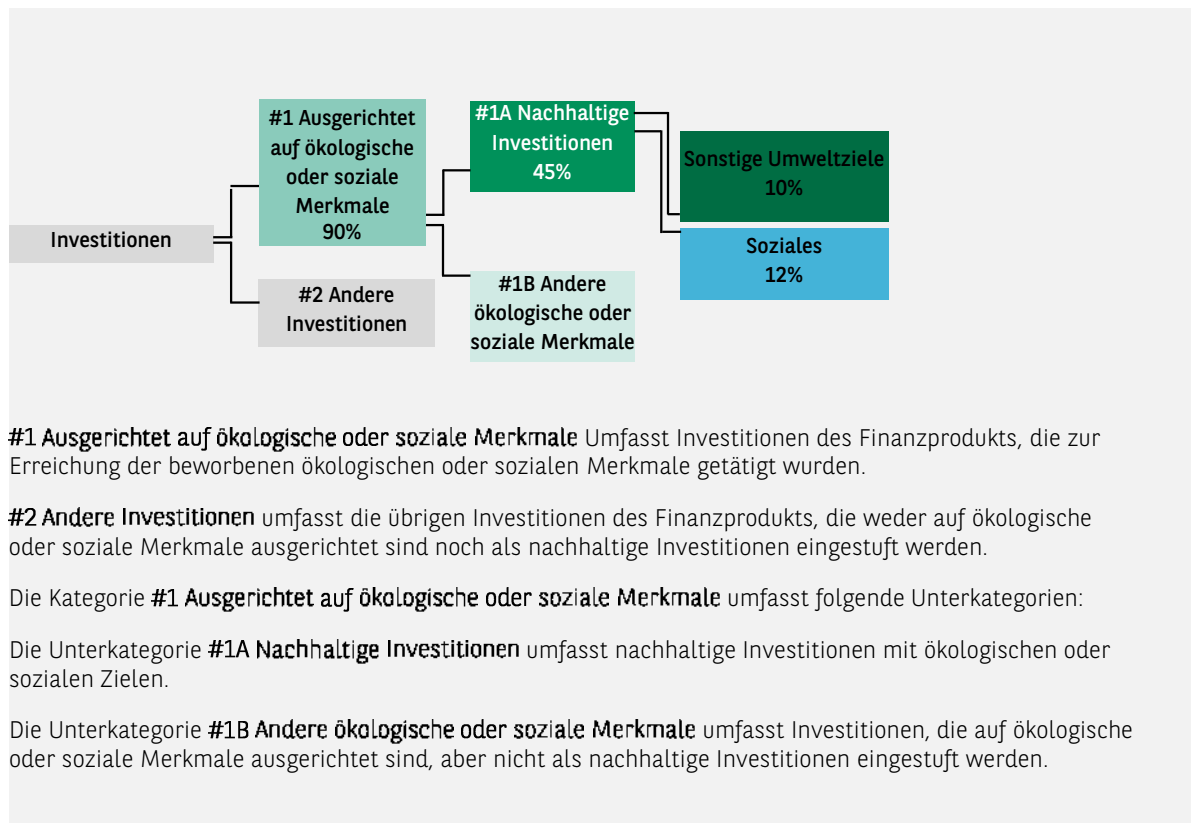 #1 Ausgerichtet
auf ökologische
oder soziale
Merkmale
90%
#1A Nachhaltige
Investitionen
45%
Sonstige Umweltziele
10%
Investitionen
Soziales
12%
#2 Andere
Investitionen
#1B Andere
ökologische oder
soziale Merkmale
#1 Ausgerichtet auf ökologische oder soziale Merkmale Umfasst Investitionen des Finanzprodukts, die zur
Erreichung der beworbenen ökologischen oder sozialen Merkmale getätigt wurden.
#2 Andere Investitionen umfasst die übrigen Investitionen des Finanzprodukts, die weder auf ökologische
oder soziale Merkmale ausgerichtet sind noch als nachhaltige Investitionen eingestuft werden.
Die Kategorie #1 Ausgerichtet auf ökologische oder soziale Merkmale umfasst folgende Unterkategorien:
Die Unterkategorie #1A Nachhaltige Investitionen umfasst nachhaltige Investitionen mit ökologischen oder
sozialen Zielen.
Die Unterkategorie #1B Andere ökologische oder soziale Merkmale umfasst Investitionen, die auf ökologische
oder soziale Merkmale ausgerichtet sind, aber nicht als nachhaltige Investitionen eingestuft werden.